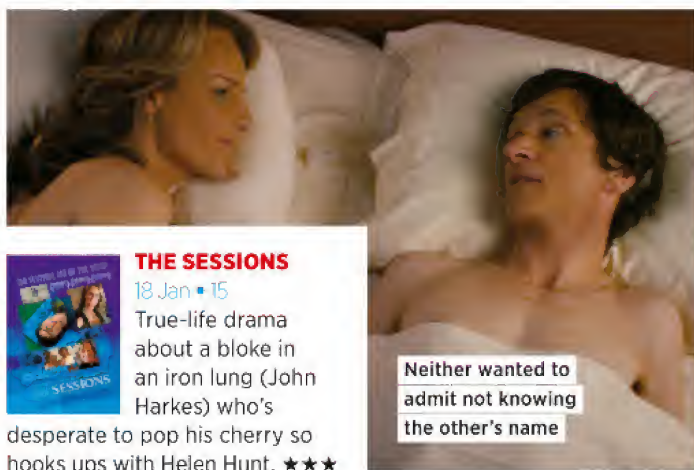 THE SESSIONS
18 Jan ▪ 15
True-life drama
about a bloke in
an iron lung (John
Harkes) who's
desperate to pop his cherry so
hooks ups with Helen Hunt. ★★★
SESSIONS
Neither wanted to
admit not knowing
the other's name